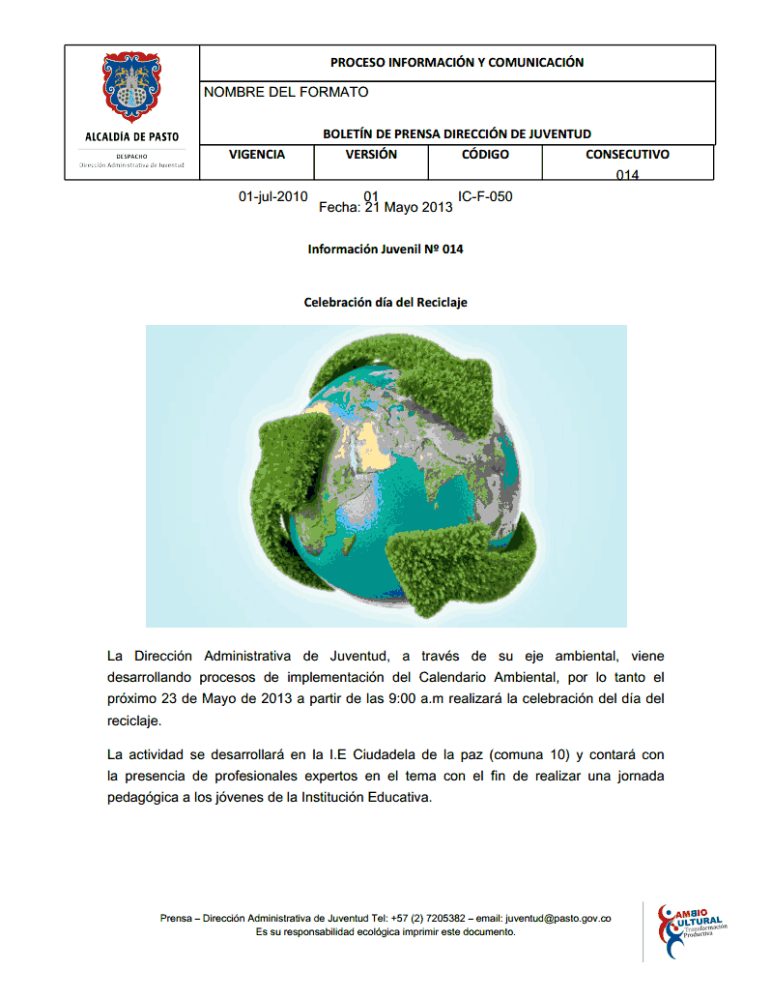 ALCALDÍA DE PASTO
DESPACHO
Dirección Administrativa de Juventud
PROCESO INFORMACIÓN Y COMUNICACIÓN
NOMBRE DEL FORMATO
BOLETÍN DE PRENSA DIRECCIÓN DE JUVENTUD
VIGENCIA VERSIÓN CÓDIGO CONSECUTIVO
014
01-jul-2010 01 IC-F-050
Fecha: 21 Mayo 2013
Información Juvenil Nº 014
Celebración día del Reciclaje
La Dirección Administrativa de Juventud, a través de su eje ambiental, viene
desarrollando procesos de implementación del Calendario Ambiental, por lo tanto el
próximo 23 de Mayo de 2013 a partir de las 9:00 a.m realizará la celebración del día del
reciclaje.
La actividad se desarrollará en la I.E Ciudadela de la paz (comuna 10) y contará con
la presencia de profesionales expertos en el tema con el fin de realizar una jornada
pedagógica a los jóvenes de la Institución Educativa.
Prensa – Dirección Administrativa de Juventud Tel: +57 (2) 7205382 – email: juventud@pasto.gov.co
Es su responsabilidad ecológica imprimir este documento.
CAMBIO
CULTURAL
Transformación
Productiva